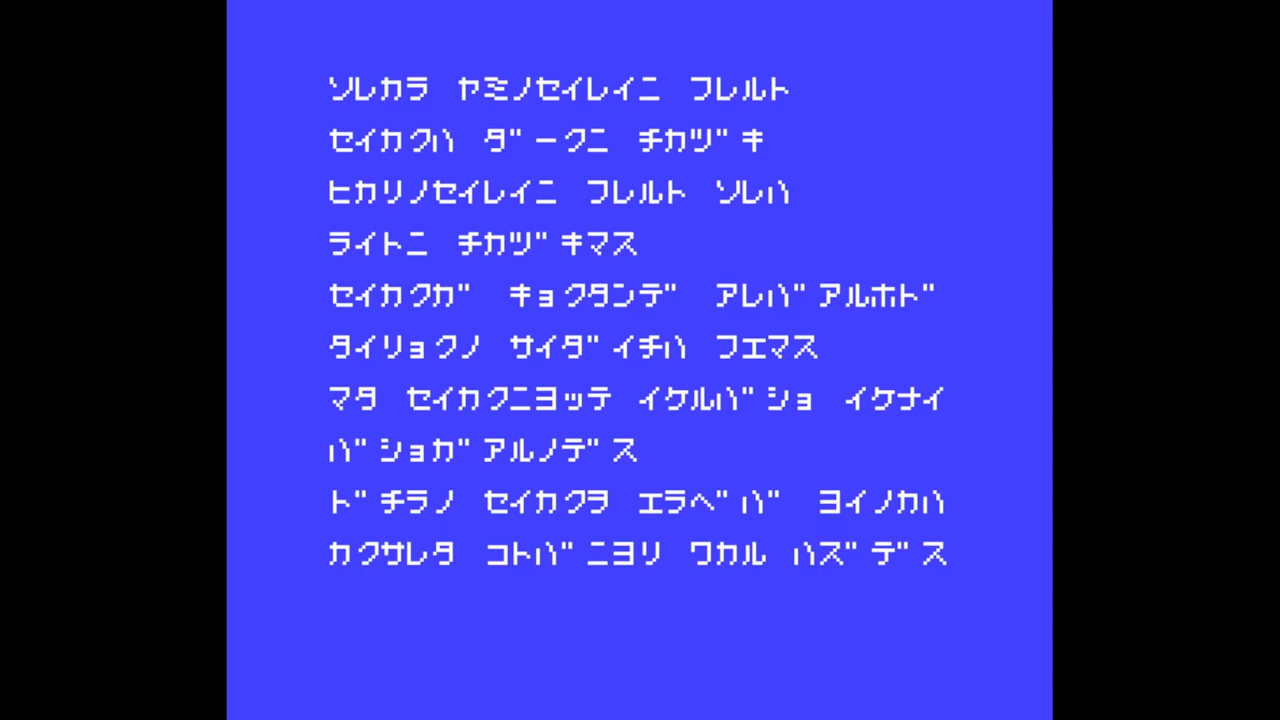 ソレカラ ヤミノセイレイニ フレルト
セイカクハ ダークニ チカヅキ
ヒカリノセイレイニ フレルト ソレハ
ライトニ チカヅキマス
セイカクガ キョクタンデ アレバアルホド
タイリョクノ サイダイチハ フエマス
マタ セイカクニヨッテ イケルバショ イケナイ
バショガアルノデス
ドチラノ セイカクヲ エラベバ ヨイノカハ
カクサレタ コトバニヨリ ワカル ハズデス